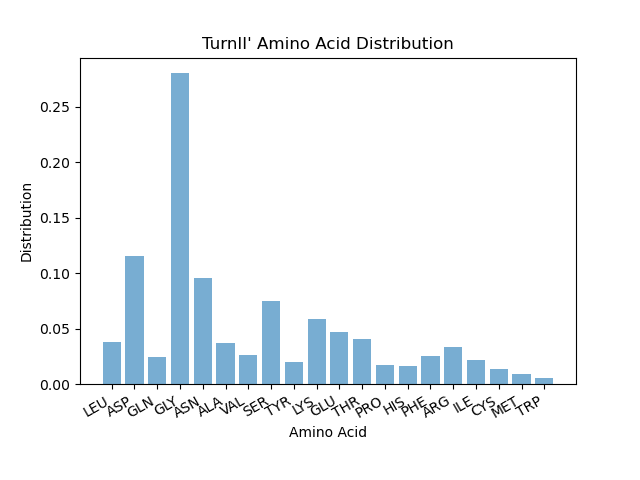 TurnII' Amino Acid Distribution
Distribution
0.25
0.20
0.15
0.10
0.05
0.00
LEU ASP GLN GLY ASN ALA VAL SER TYR LYS GLU THR PRO HIS PHE ARG ILE CYS MET TRP
Amino Acid